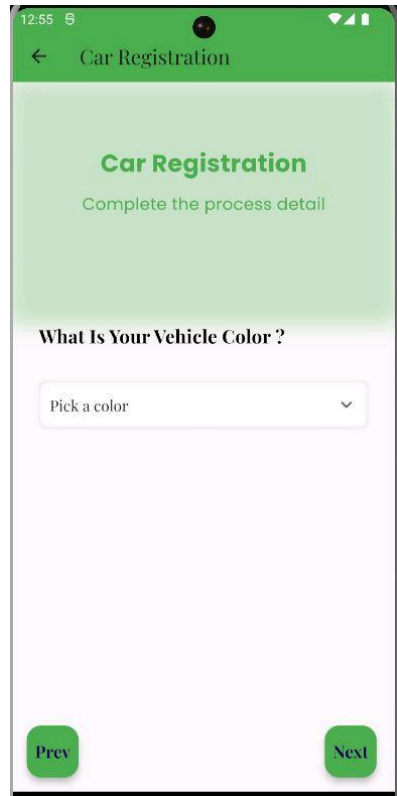 12:55
Car Registration
Car Registration
Complete the process detail
What Is Your Vehicle Color ?
Pick a color
Prev
Next